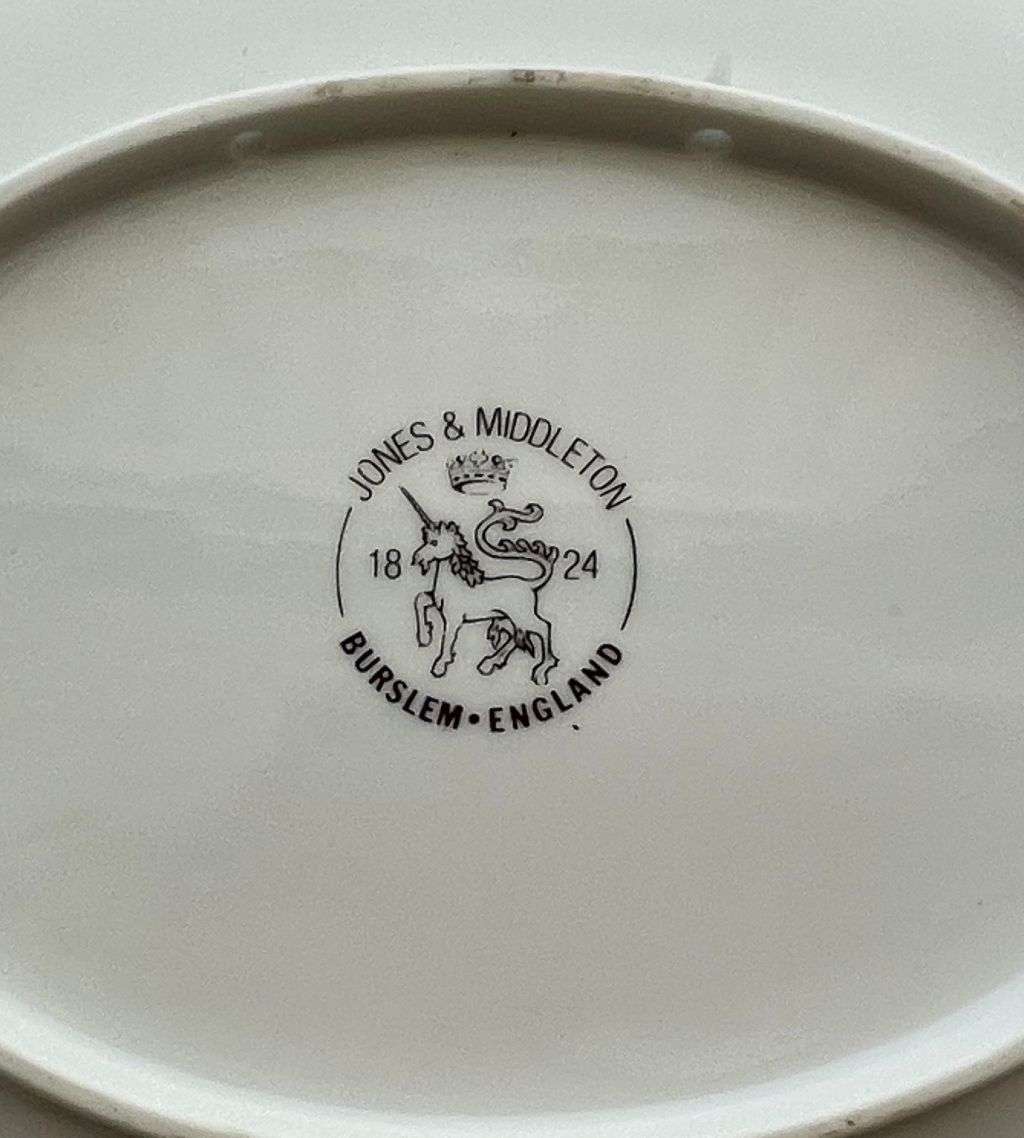 JONES & MIDDLETON
18 24
BURSLEM • ENGLAND